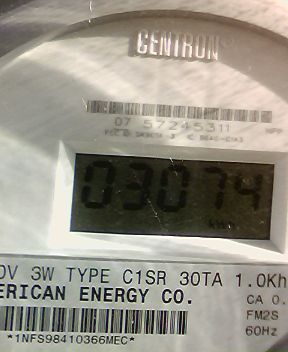 CENTRON
07 57245311
03074
kWh
0V 3W TYPE C1SR 30TA 1.0Kh
ERICAN ENERGY CO.
CA 0.
FM2S
60Hz
*1NFS98410366MEC*